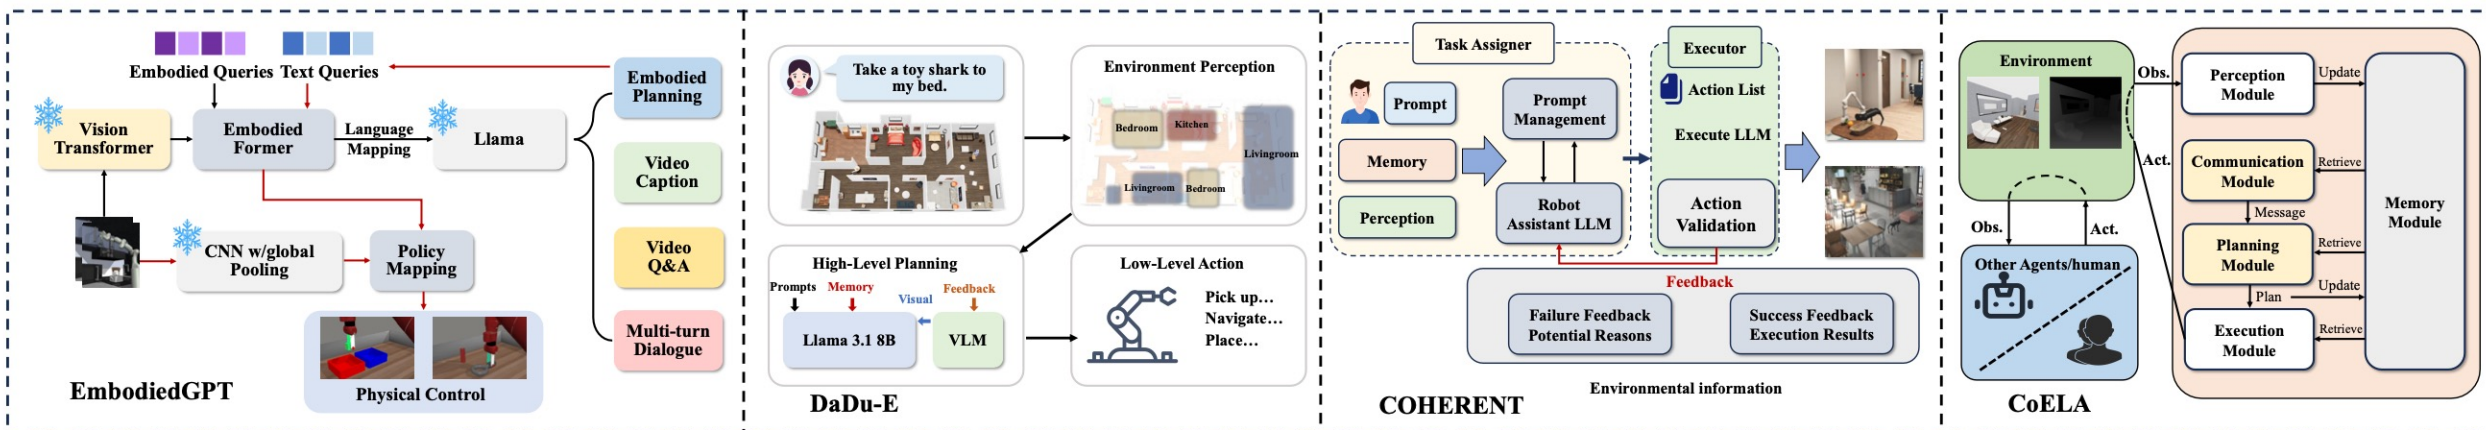 Embodied Queries
Text Queries
Vision
Transformer
Embodied
Former
Language
Mapping
Llama
Embodied
Planning
Video
Caption
Video
Q&A
Multi-turn
Dialogue
CNN w/global
Pooling
Policy
Mapping
Physical Control
EmbodiedGPT
Take a toy shark to
my bed.
Environment Perception
Bedroom
Kitchen
Livingroom
Livingroom
Bedroom
High-Level Planning
Prompts
Memory
Visual
Feedback
Llama 3.1 8B
VLM
Low-Level Action
Pick up…
Navigate…
Place…
DaDu-E
Task Assigner
Prompt
Memory
Perception
Prompt
Management
Robot
Assistant LLM
Executor
Action List
Execute LLM
Action
Validation
Feedback
Failure Feedback
Potential Reasons
Success Feedback
Execution Results
Environmental information
COHERENT
Environment
Obs.
Act.
Obs.
Act.
Other Agents/human
Perception
Module
Update
Communication
Module
Retrieve
Message
Planning
Module
Retrieve
Plan
Update
Execution
Module
Retrieve
Memory
Module
CoELA